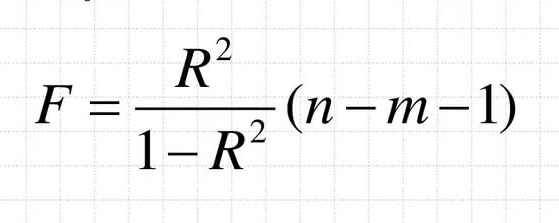 F = R² / 1 − R² (n − m − 1)